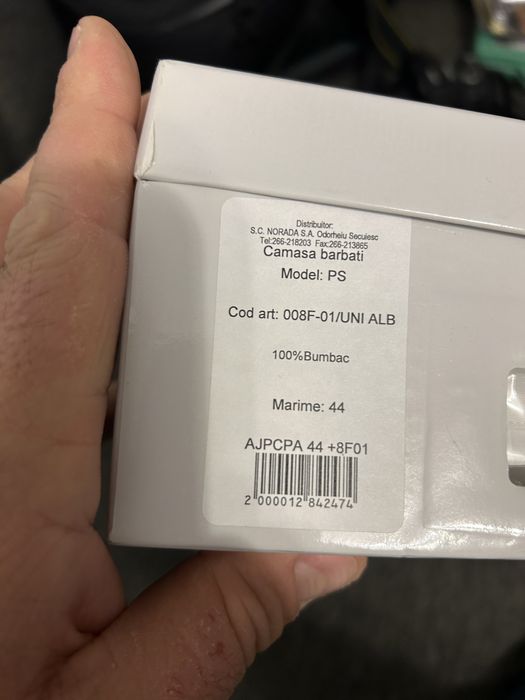 Distribuitor:
S.C. NORADA S.A. Odorheiu Secuiesc
Tel:266-218203 Fax:266-213865
Camasa barbati
Model: PS
Cod art: 008F-01/UNI ALB
100%Bumbac
Marime: 44
AJPCPA 44 +8F01
2 000012 842474